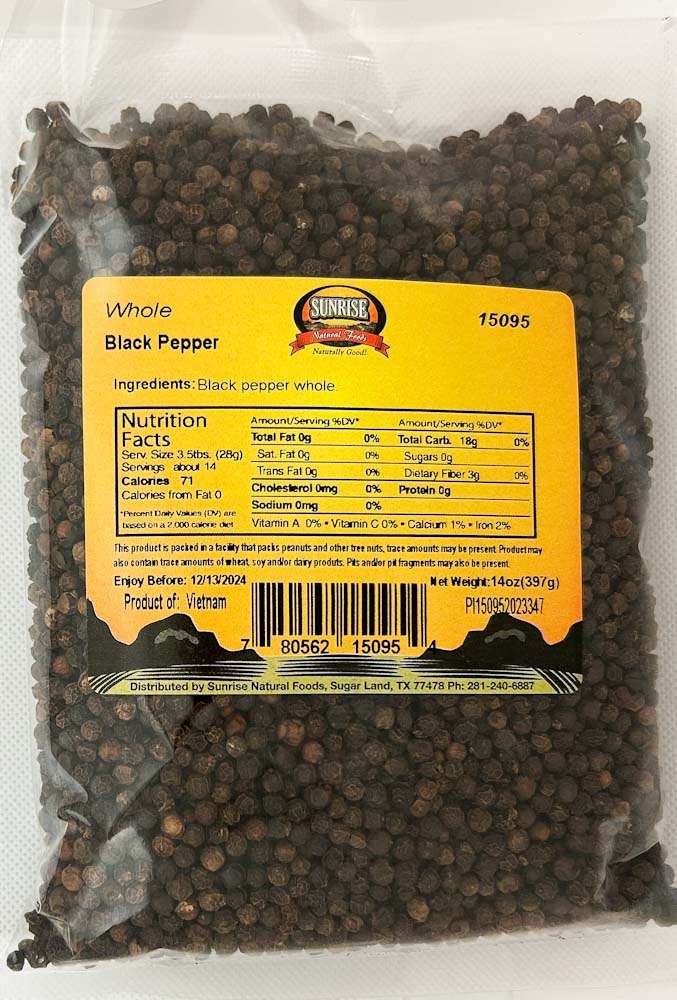 Whole
Black Pepper
SUNRISE
Natural Foods
Naturally Good!
15095
Ingredients: Black pepper whole.
Nutrition
Facts
Serv. Size 3.5tbs. (28g)
Servings about 14
Calories 71
Calories from Fat 0
*Percent Daily Values (DV) are
based on a 2,000 calorie diet
Amount/Serving %DV*
Total Fat 0g 0%
Sat. Fat 0g 0%
Trans Fat 0g 0%
Cholesterol 0mg 0%
Sodium 0mg 0%
Amount/Serving %DV*
Total Carb. 18g 0%
Sugars 0g
Dietary Fiber 3g 0%
Protein 0g
Vitamin A 0% • Vitamin C 0% • Calcium 1% • Iron 2%
This product is packed in a facility that packs peanuts and other tree nuts, trace amounts may be present. Product may
also contain trace amounts of wheat, soy and/or dairy produts. Pits and/or pit fragments may also be present.
Enjoy Before: 12/13/2024
Product of: Vietnam
Net Weight:14oz(397g)
PI150952023347
7 80562 15095 4
Distributed by Sunrise Natural Foods, Sugar Land, TX 77478 Ph: 281-240-6887